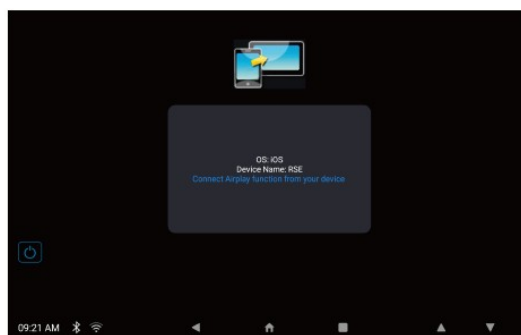 OS: iOS
Device Name: RSE
Connect Airplay function from your device
09:21 AM